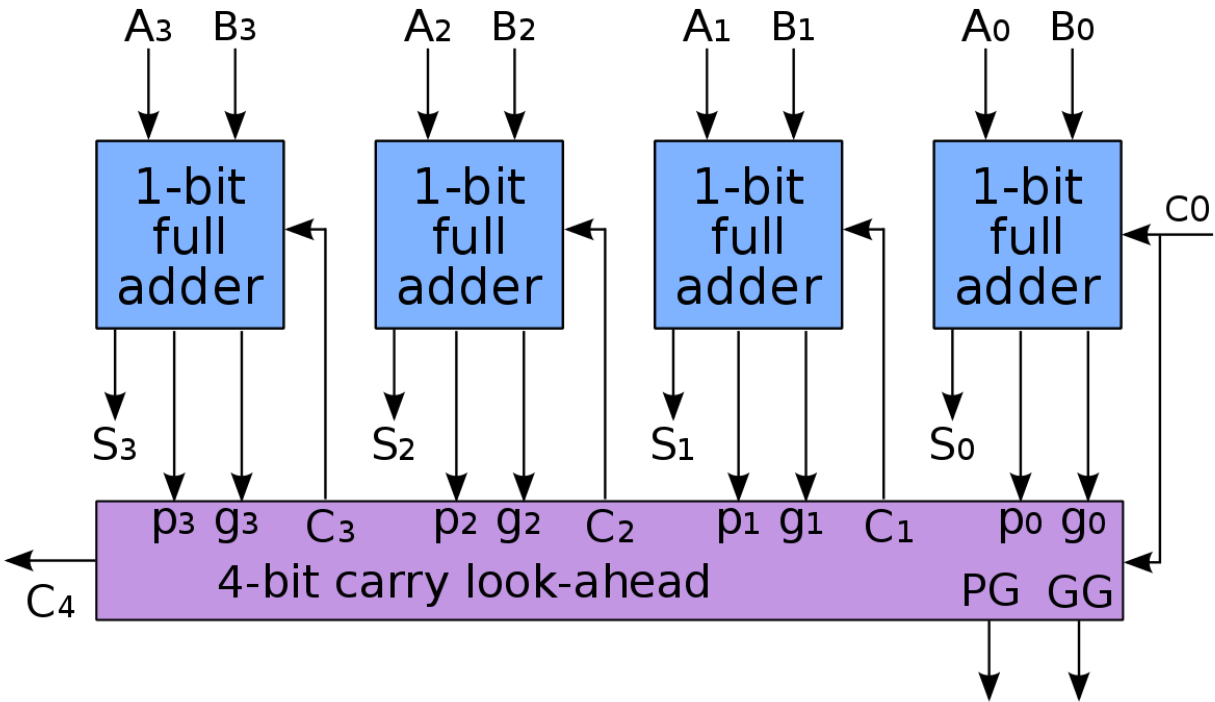 A₃ B₃ A₂ B₂ A₁ B₁ A₀ B₀
1-bit full adder
1-bit full adder
1-bit full adder
1-bit full adder
c0
S₃ S₂ S₁ S₀
p₃ g₃ C₃ p₂ g₂ C₂ p₁ g₁ C₁ p₀ g₀
4-bit carry look-ahead
PG GG
C₄